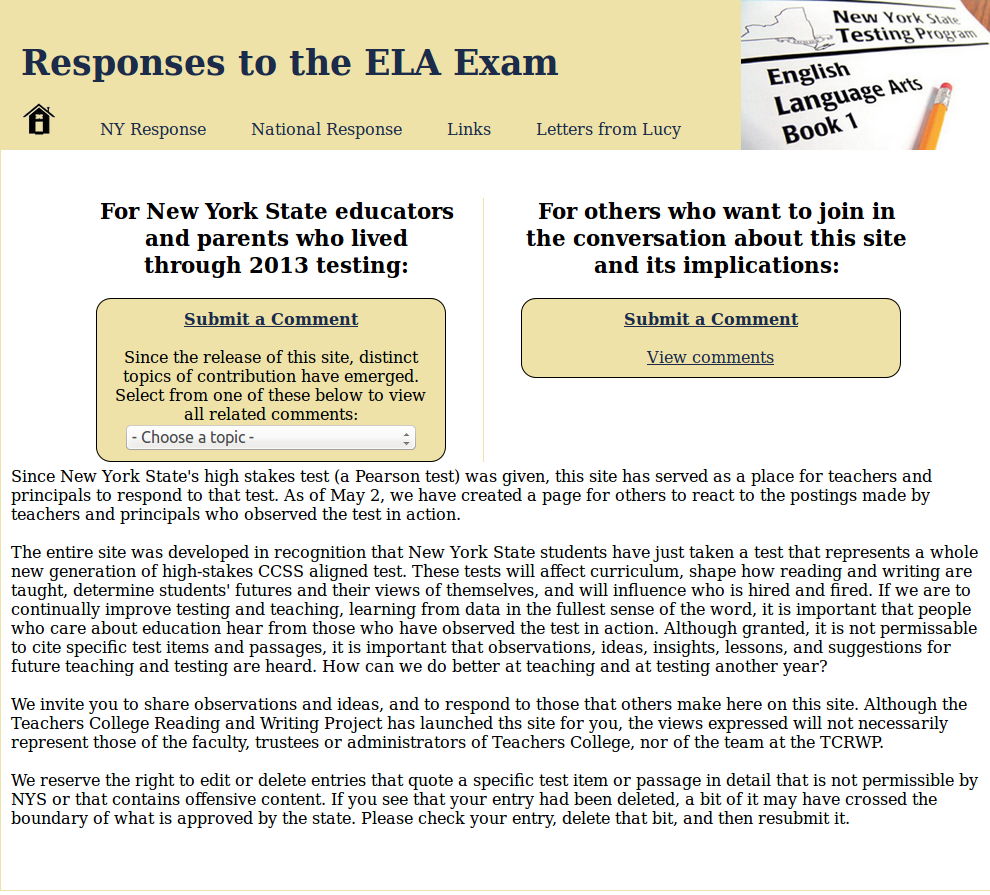 Responses to the ELA Exam
New York State
Testing Program
English
Language Arts
Book 1
NY Response
National Response
Links
Letters from Lucy
For New York State educators
and parents who lived
through 2013 testing:
Submit a Comment
Since the release of this site, distinct
topics of contribution have emerged.
Select from one of these below to view
all related comments:
- Choose a topic -
For others who want to join in
the conversation about this site
and its implications:
Submit a Comment
View comments
Since New York State's high stakes test (a Pearson test) was given, this site has served as a place for teachers and
principals to respond to that test. As of May 2, we have created a page for others to react to the postings made by
teachers and principals who observed the test in action.
The entire site was developed in recognition that New York State students have just taken a test that represents a whole
new generation of high-stakes CCSS aligned test. These tests will affect curriculum, shape how reading and writing are
taught, determine students' futures and their views of themselves, and will influence who is hired and fired. If we are to
continually improve testing and teaching, learning from data in the fullest sense of the word, it is important that people
who care about education hear from those who have observed the test in action. Although granted, it is not permissable
to cite specific test items and passages, it is important that observations, ideas, insights, lessons, and suggestions for
future teaching and testing are heard. How can we do better at teaching and at testing another year?
We invite you to share observations and ideas, and to respond to those that others make here on this site. Although the
Teachers College Reading and Writing Project has launched ths site for you, the views expressed will not necessarily
represent those of the faculty, trustees or administrators of Teachers College, nor of the team at the TCRWP.
We reserve the right to edit or delete entries that quote a specific test item or passage in detail that is not permissible by
NYS or that contains offensive content. If you see that your entry had been deleted, a bit of it may have crossed the
boundary of what is approved by the state. Please check your entry, delete that bit, and then resubmit it.